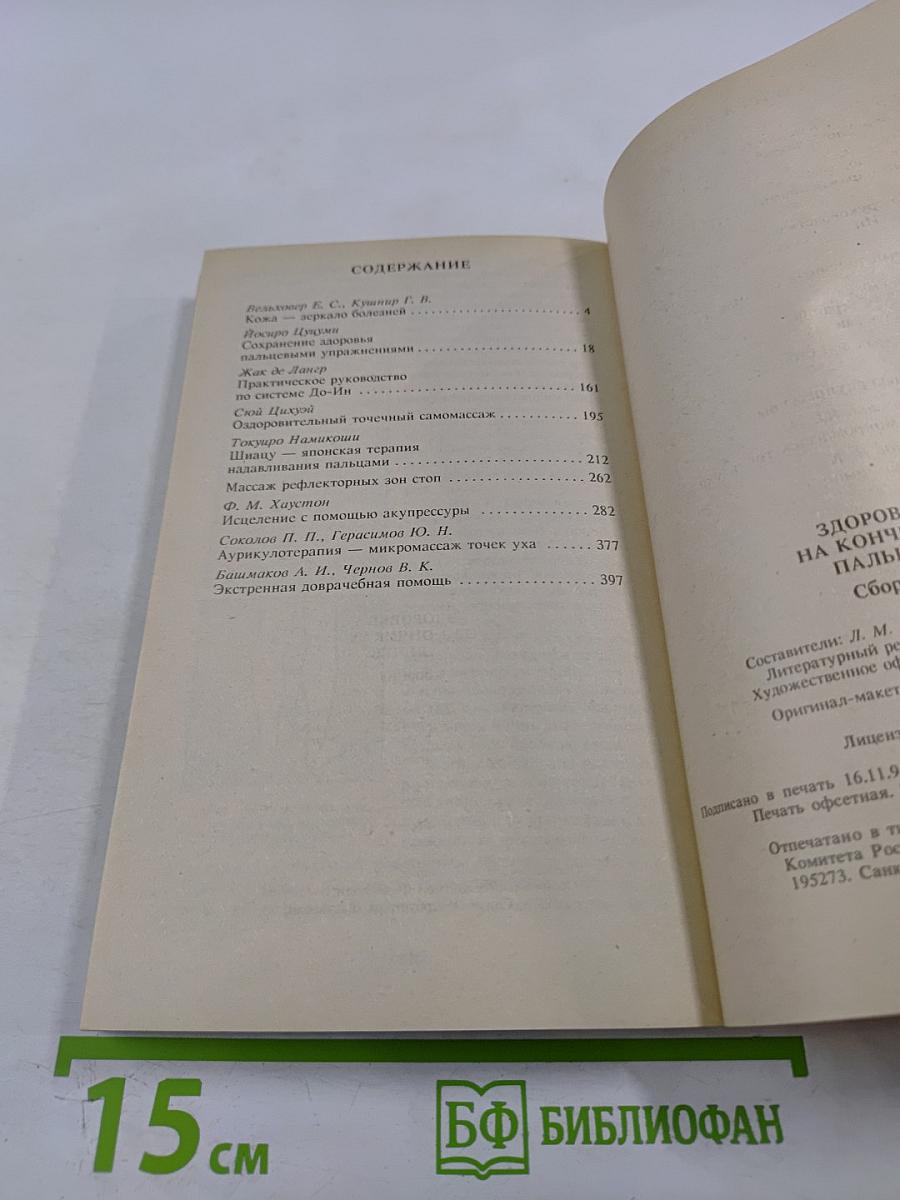 СОДЕРЖАНИЕ
Вельховер Е. С., Кушнир Г. В.
Кожа — зеркало болезней . . . . . . . . . . . . . . . . . . . . . . . . 4
Йосиро Цуцуми
Сохранение здоровья
пальцевыми упражнениями . . . . . . . . . . . . . . . . . . . . . . . 18
Жак де Лангр
Практическое руководство
по системе До-Ин . . . . . . . . . . . . . . . . . . . . . . . . . . . . 161
Сюй Цихуэй
Оздоровительный точечный самомассаж . . . . . . . . . . . 195
Токуиро Намикоши
Шиацу — японская терапия
надавливания пальцами . . . . . . . . . . . . . . . . . . . . . . . . 212
Массаж рефлекторных зон стоп . . . . . . . . . . . . . . . . . . 262
Ф. М. Хаустон
Исцеление с помощью акупрессуры . . . . . . . . . . . . . . 282
Соколов П. П., Герасимов Ю. Н.
Аурикулотерапия — микромассаж точек уха . . . . . . 377
Башмаков А. И., Чернов В. К.
Экстренная доврачебная помощь . . . . . . . . . . . . . . . . . 397
ЗДОРОВ
НА КОНЧ
ПАЛЬ
Сбор
Составители: Л. М.
Литературный ре
Художественное оф
Оригинал-макет
Лиценз
Подписано в печать 16.11.9
Печать офсетная.
Отпечатано в ти
Комитета Рос
195273. Санк
15 см
БФ БИБЛИОФАН